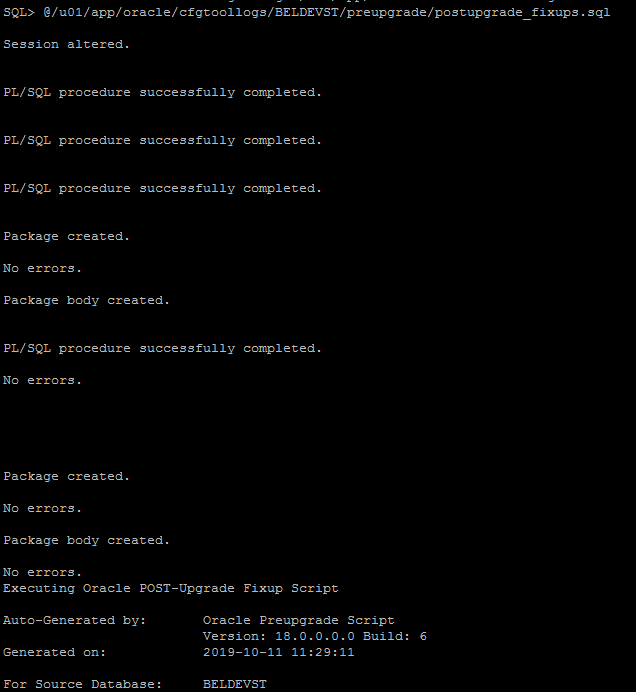 SQL> @/u01/app/oracle/cfgtoollogs/BELDEVST/preupgrade/postupgrade_fixups.sql
Session altered.
PL/SQL procedure successfully completed.
PL/SQL procedure successfully completed.
PL/SQL procedure successfully completed.
Package created.
No errors.
Package body created.
PL/SQL procedure successfully completed.
No errors.
Package created.
No errors.
Package body created.
No errors.
Executing Oracle POST-Upgrade Fixup Script
Auto-Generated by:       Oracle Preupgrade Script
                         Version: 18.0.0.0.0 Build: 6
Generated on:            2019-10-11 11:29:11
For Source Database:     BELDEVST